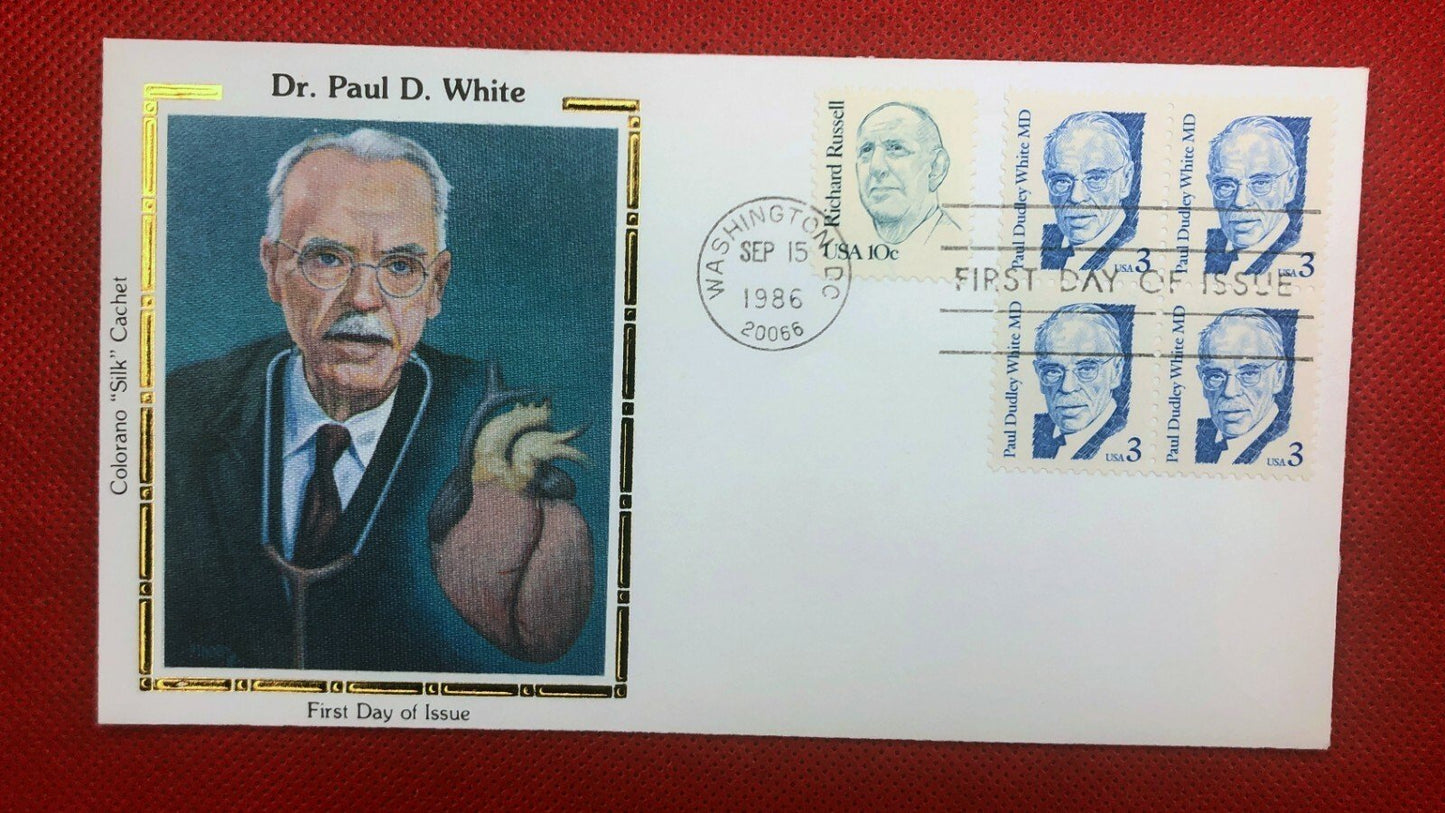 Dr. Paul D. White
Colorano "Silk" Cachet
First Day of Issue
WASHINGTON, DC
SEP 15
1986
20066
Richard Russell
USA 10c
Paul Dudley White MD
USA 3
Paul Dudley White MD
USA 3
FIRST DAY OF ISSUE
Paul Dudley White MD
USA 3
Paul Dudley White MD
USA 3